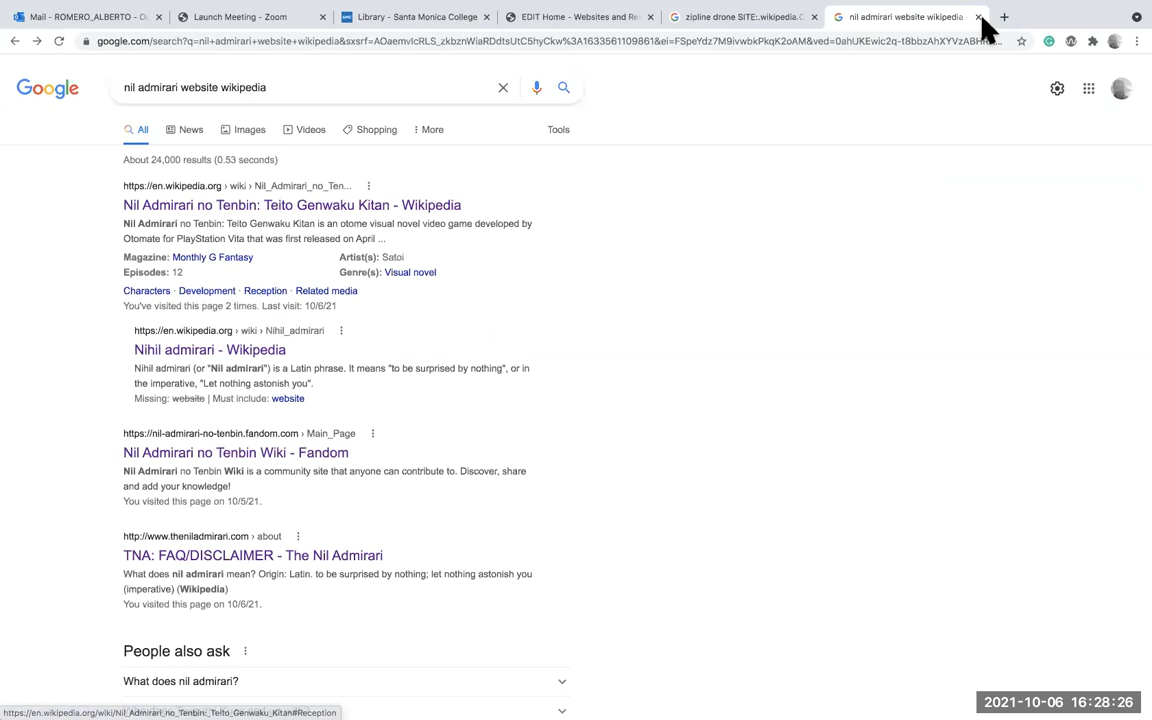 Mail - ROMERO_ALBERTO - O
Launch Meeting - Zoom
SMC
Library - Santa Monica College
EDIT Home - Websites and Re
zipline drone SITE:.wikipedia.
nil admirari website wikipedia
google.com/search?q=nil+admirari+website+wikipedia&sxsrf=AOaemvIcRLS_zkbznWiaRDdtsUtC5hyCkw%3A1633561109861&ei=FSpeYdz7M9ivwbkPkqK2oAM&ved=0ahUKEwic2q-t8bbzAhXYVzABH
Google
nil admirari website wikipedia
All
News
Images
Videos
Shopping
More
Tools
About 24,000 results (0.53 seconds)
https://en.wikipedia.org › wiki › Nil_Admirari_no_Ten...
Nil Admirari no Tenbin: Teito Genwaku Kitan - Wikipedia
Nil Admirari no Tenbin: Teito Genwaku Kitan is an otome visual novel video game developed by
Otomate for PlayStation Vita that was first released on April ...
Magazine: Monthly G Fantasy Artist(s): Satoi
Episodes: 12 Genre(s): Visual novel
Characters · Development · Reception · Related media
You've visited this page 2 times. Last visit: 10/6/21
https://en.wikipedia.org › wiki › Nihil_admirari
Nihil admirari - Wikipedia
Nihil admirari (or "Nil admirari") is a Latin phrase. It means "to be surprised by nothing", or in
the imperative, "Let nothing astonish you".
Missing: website | Must include: website
https://nil-admirari-no-tenbin.fandom.com › Main_Page
Nil Admirari no Tenbin Wiki - Fandom
Nil Admirari no Tenbin Wiki is a community site that anyone can contribute to. Discover, share
and add your knowledge!
You visited this page on 10/5/21.
http://www.theniladmirari.com › about
TNA: FAQ/DISCLAIMER - The Nil Admirari
What does nil admirari mean? Origin: Latin. to be surprised by nothing; let nothing astonish you
(imperative) (Wikipedia)
You visited this page on 10/6/21.
People also ask
What does nil admirari?
https://en.wikipedia.org/wiki/Nil_Admirari_no_Tenbin:_Teito_Genwaku_Kitan#Reception
2021-10-06 16:28:26